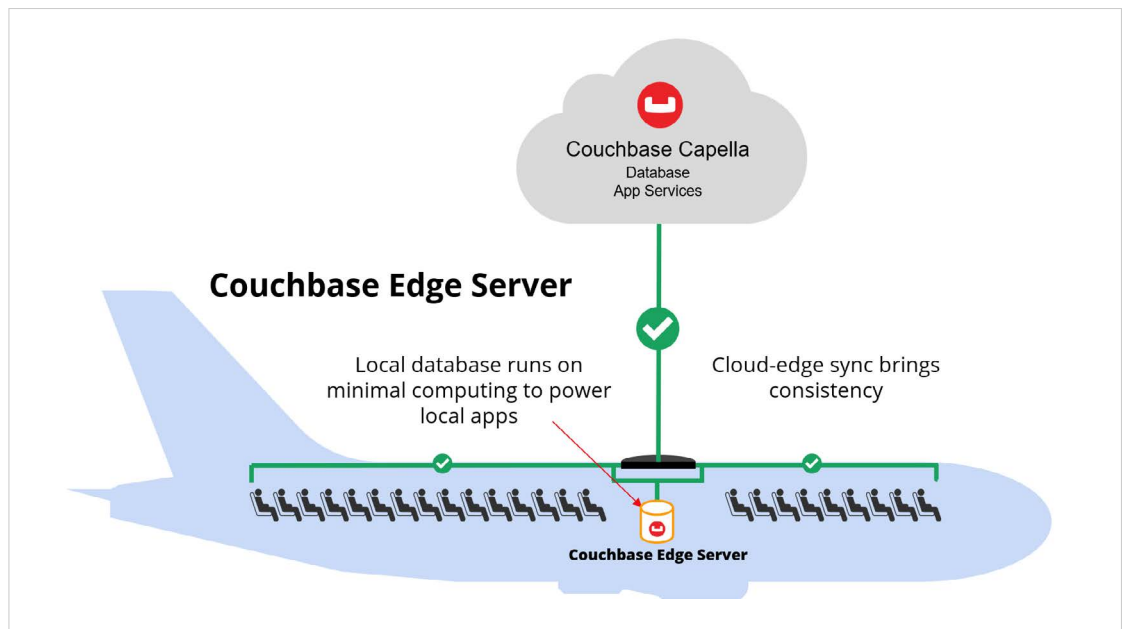 Couchbase Capella
Database
App Services
Couchbase Edge Server
Local database runs on
minimal computing to power
local apps
Cloud-edge sync brings
consistency
Couchbase Edge Server